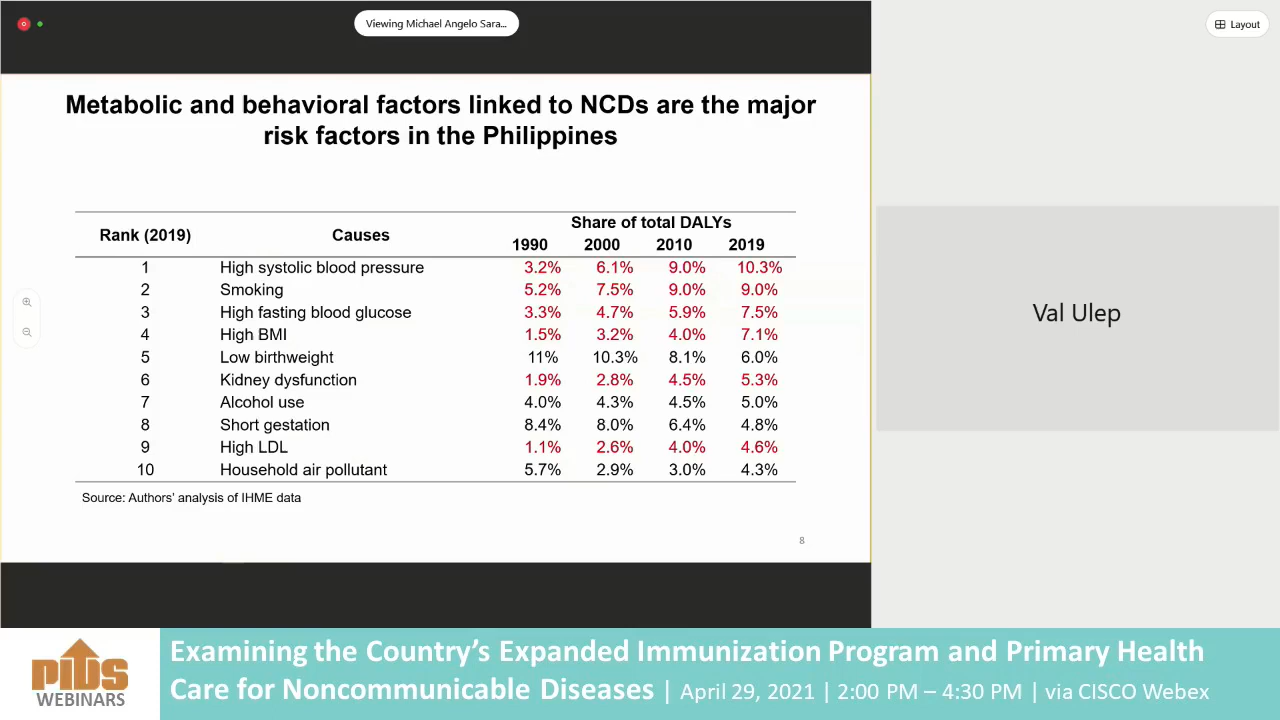 Viewing Michael Angelo Sara...
Layout
Metabolic and behavioral factors linked to NCDs are the major
risk factors in the Philippines
Rank (2019) Causes Share of total DALYs
1990 2000 2010 2019
1 High systolic blood pressure 3.2% 6.1% 9.0% 10.3%
2 Smoking 5.2% 7.5% 9.0% 9.0%
3 High fasting blood glucose 3.3% 4.7% 5.9% 7.5%
4 High BMI 1.5% 3.2% 4.0% 7.1%
5 Low birthweight 11% 10.3% 8.1% 6.0%
6 Kidney dysfunction 1.9% 2.8% 4.5% 5.3%
7 Alcohol use 4.0% 4.3% 4.5% 5.0%
8 Short gestation 8.4% 8.0% 6.4% 4.8%
9 High LDL 1.1% 2.6% 4.0% 4.6%
10 Household air pollutant 5.7% 2.9% 3.0% 4.3%
Source: Authors' analysis of IHME data
8
Val Ulep
PIDS
WEBINARS
Examining the Country's Expanded Immunization Program and Primary Health
Care for Noncommunicable Diseases | April 29, 2021 | 2:00 PM – 4:30 PM | via CISCO Webex